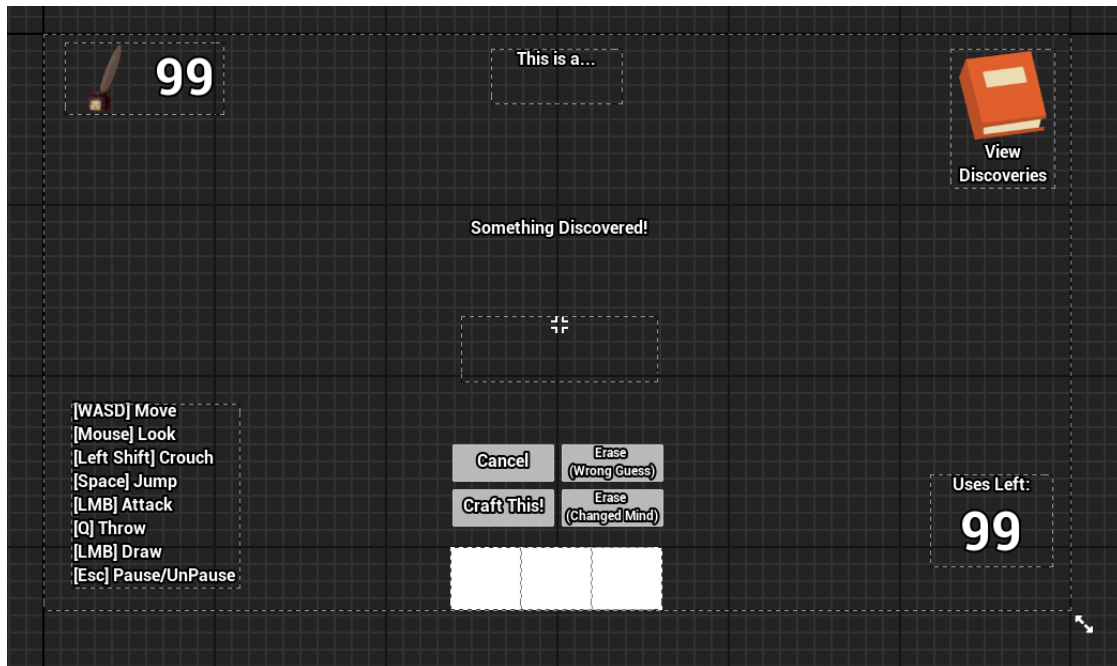 99
This is a...
View
Discoveries
Something Discovered!
[WASD] Move
[Mouse] Look
[Left Shift] Crouch
[Space] Jump
[LMB] Attack
[Q] Throw
[LMB] Draw
[Esc] Pause/UnPause
Cancel
Erase
(Wrong Guess)
Craft This!
Erase
(Changed Mind)
Uses Left:
99